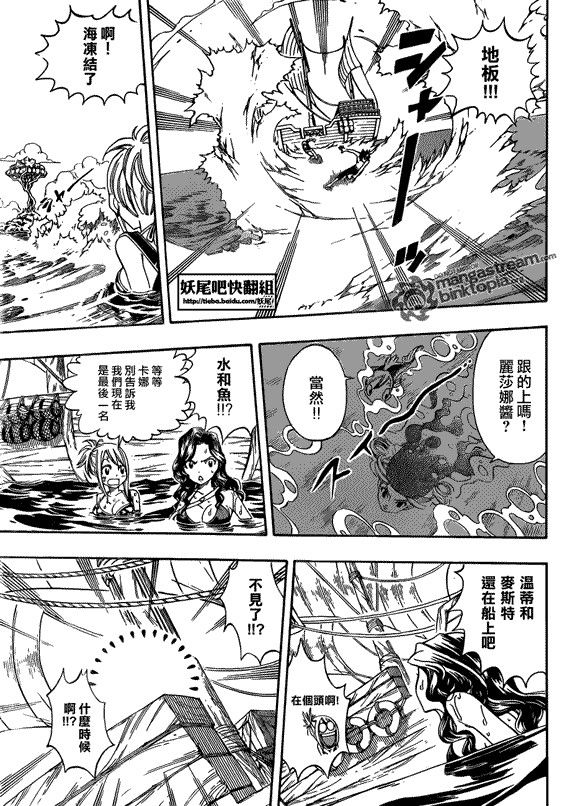 地板!!!
啊!
海凍結了
妖尾吧快翻組
http://tieba.baidu.com/妖尾/
mangastream.com
binktopia
跟的上嗎!
麗莎娜醬?
當然!!
スイーッ
水和魚!!?
等等
卡娜
別告訴我
我們現在
是最後一名
溫蒂和
麥斯特
還在船上吧
在個頭啊!
不見了!!?
什麼時候
啊!!?